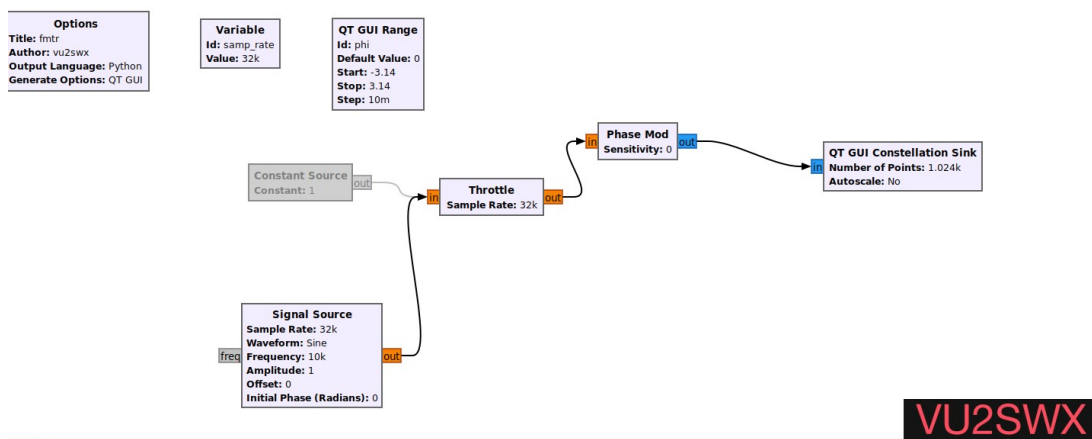 Options
Title: fmtr
Author: vu2swx
Output Language: Python
Generate Options: QT GUI
Variable
Id: samp_rate
Value: 32k
QT GUI Range
Id: phi
Default Value: 0
Start: -3.14
Stop: 3.14
Step: 10m
Constant Source
Constant: 1
out
in
Throttle
Sample Rate: 32k
out
in
Phase Mod
Sensitivity: 0
out
in
QT GUI Constellation Sink
Number of Points: 1.024k
Autoscale: No
freq
Signal Source
Sample Rate: 32k
Waveform: Sine
Frequency: 10k
Amplitude: 1
Offset: 0
Initial Phase (Radians): 0
out
VU2SWX